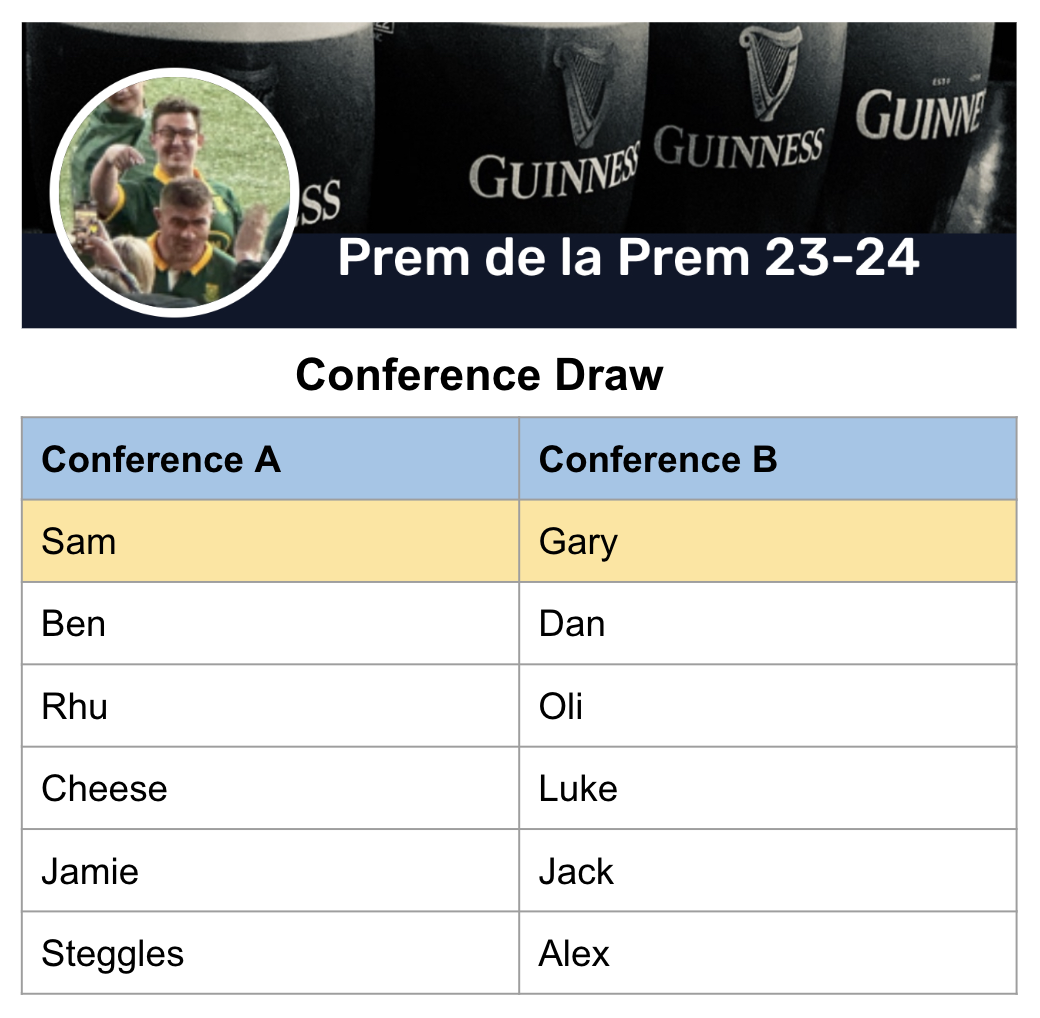 GUINNESS
GUINNESS
ESTD
GUINNE
SS
Prem de la Prem 23-24
Conference Draw
Conference A Conference B
Sam Gary
Ben Dan
Rhu Oli
Cheese Luke
Jamie Jack
Steggles Alex